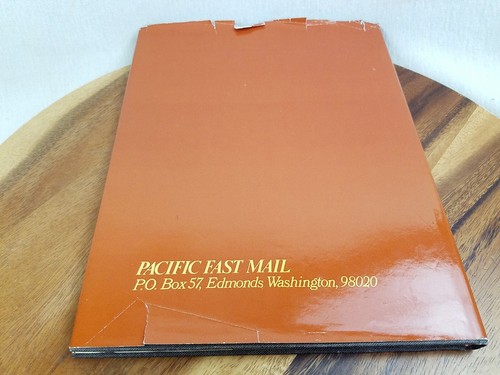 PACIFIC FAST MAIL
P.O. Box 57, Edmonds Washington, 98020